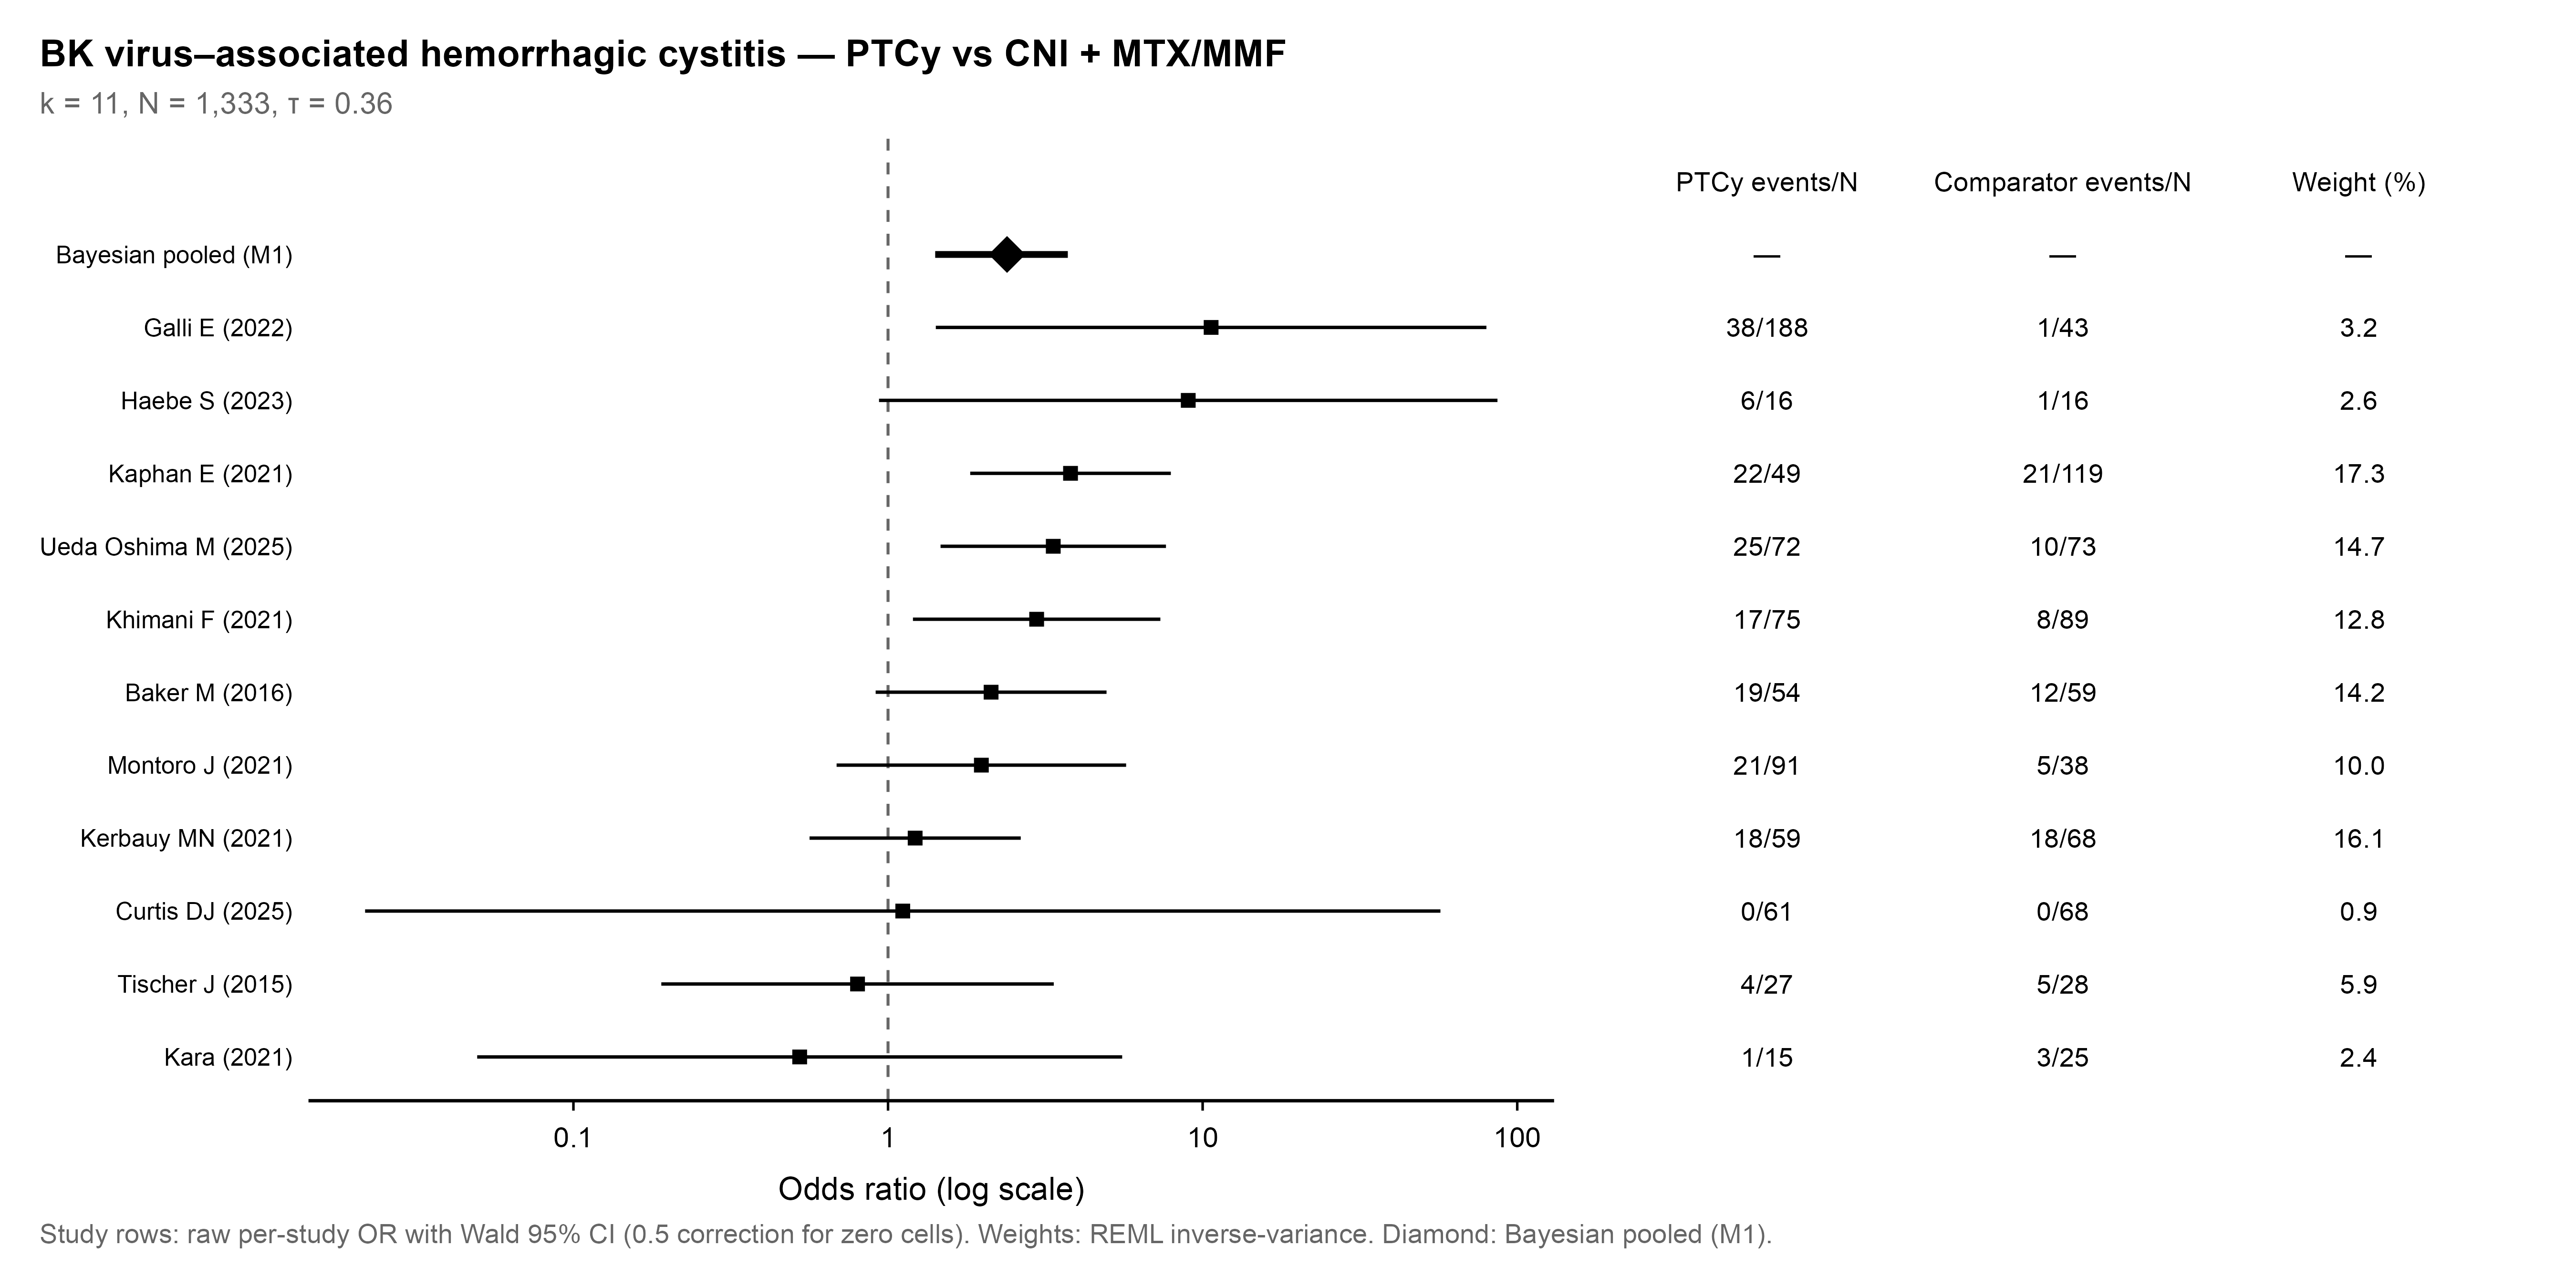 BK virus–associated hemorrhagic cystitis — PTCy vs CNI + MTX/MMF
k = 11, N = 1,333, τ = 0.36
PTCy events/N Comparator events/N Weight (%)
Bayesian pooled (M1) — — —
Galli E (2022) 38/188 1/43 3.2
Haebe S (2023) 6/16 1/16 2.6
Kaphan E (2021) 22/49 21/119 17.3
Ueda Oshima M (2025) 25/72 10/73 14.7
Khimani F (2021) 17/75 8/89 12.8
Baker M (2016) 19/54 12/59 14.2
Montoro J (2021) 21/91 5/38 10.0
Kerbauy MN (2021) 18/59 18/68 16.1
Curtis DJ (2025) 0/61 0/68 0.9
Tischer J (2015) 4/27 5/28 5.9
Kara (2021) 1/15 3/25 2.4
0.1 1 10 100
Odds ratio (log scale)
Study rows: raw per-study OR with Wald 95% CI (0.5 correction for zero cells). Weights: REML inverse-variance. Diamond: Bayesian pooled (M1).